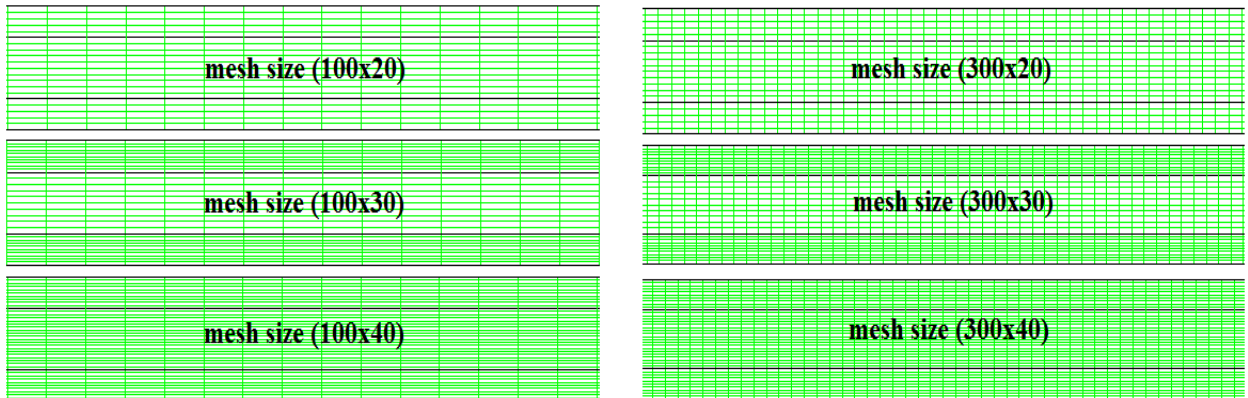 mesh size (100x20)
mesh size (300x20)
mesh size (100x30)
mesh size (300x30)
mesh size (100x40)
mesh size (300x40)